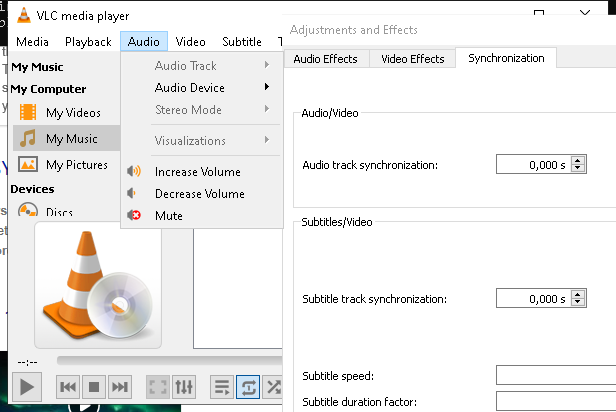 VLC media player
Media Playback Audio Video Subtitle T
My Music
My Computer
My Videos
My Music
My Pictures
Devices
Discs
Audio Track
Audio Device
Stereo Mode
Visualizations
Increase Volume
Decrease Volume
Mute
--:--
Adjustments and Effects
Audio Effects Video Effects Synchronization
Audio/Video
Audio track synchronization: 0,000 s
Subtitles/Video
Subtitle track synchronization: 0,000 s
Subtitle speed:
Subtitle duration factor: